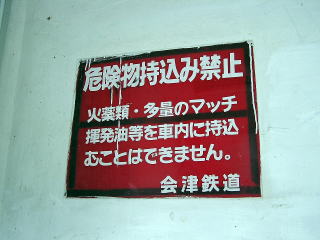 危険物持込み禁止
火薬類・多量のマッチ
揮発油等を車内に持込
むことはできません。
会津鉄道